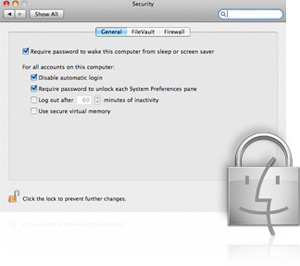 Security
Show All
General FileVault Firewall
Require password to wake this computer from sleep or screen saver
For all accounts on this computer:
Disable automatic login
Require password to unlock each System Preferences pane
Log out after 60 minutes of inactivity
Use secure virtual memory
Click the lock to prevent further changes.